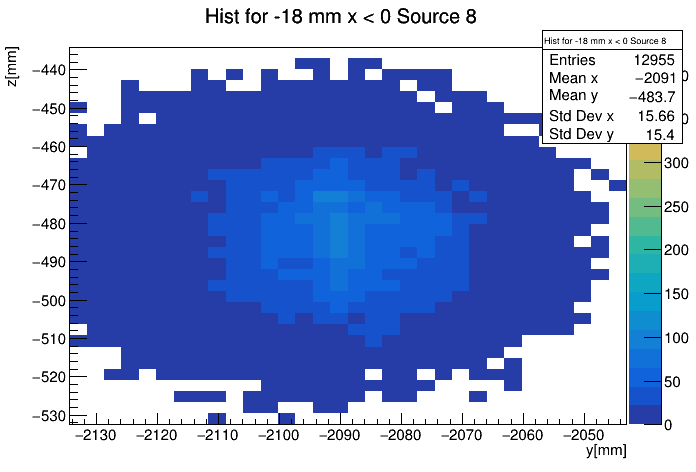 Hist for -18 mm x < 0 Source 8
z[mm]
Hist for -18 mm x < 0 Source 8
Entries 12955
Mean x −2091
Mean y −483.7
Std Dev x 15.66
Std Dev y 15.4
−440
−450
−460
−470
−480
−490
−500
−510
−520
−530
−2130 −2120 −2110 −2100 −2090 −2080 −2070 −2060 −2050
y[mm]
300
250
200
150
100
50
0